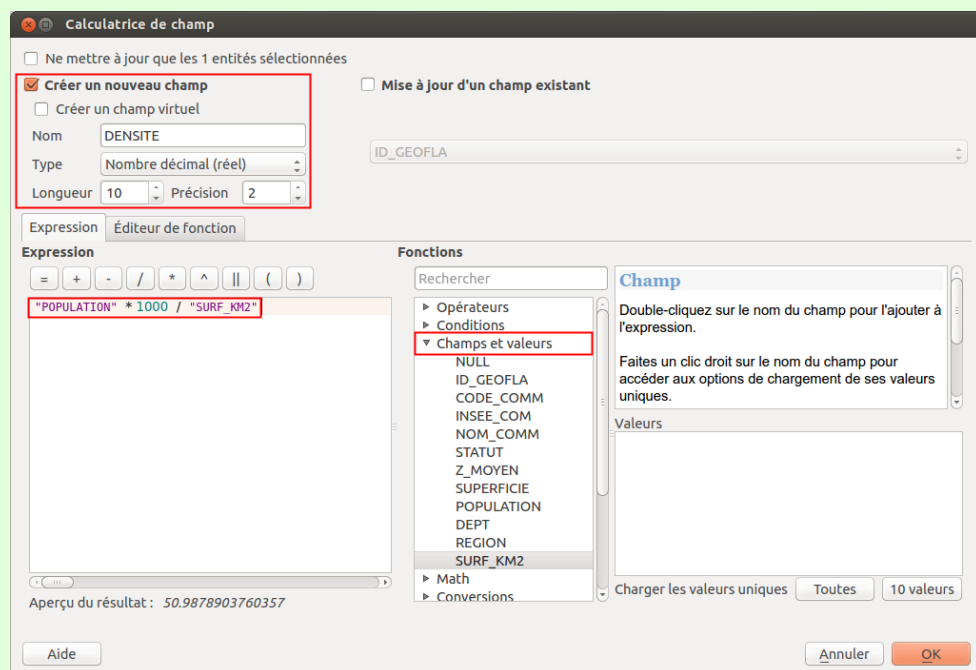 Calculatrice de champ
Ne mettre à jour que les 1 entités sélectionnées
Créer un nouveau champ
Mise à jour d'un champ existant
Créer un champ virtuel
Nom DENSITE
ID_GEOFLA
Type Nombre décimal (réel)
Longueur 10 Précision 2
Expression Éditeur de fonction
Expression
Fonctions
= + - / * ^ || ( )
Rechercher
Champ
"POPULATION" * 1000 / "SURF_KM2"
Opérateurs
Conditions
Champs et valeurs
NULL
ID_GEOFLA
CODE_COMM
INSEE_COM
NOM_COMM
STATUT
Z_MOYEN
SUPERFICIE
POPULATION
DEPT
REGION
SURF_KM2
Math
Conversions
Double-cliquez sur le nom du champ pour l'ajouter à
l'expression.
Faites un clic droit sur le nom du champ pour
accéder aux options de chargement de ses valeurs
uniques.
Valeurs
Charger les valeurs uniques Toutes 10 valeurs
Aperçu du résultat : 50.9878903760357
Aide Annuler OK